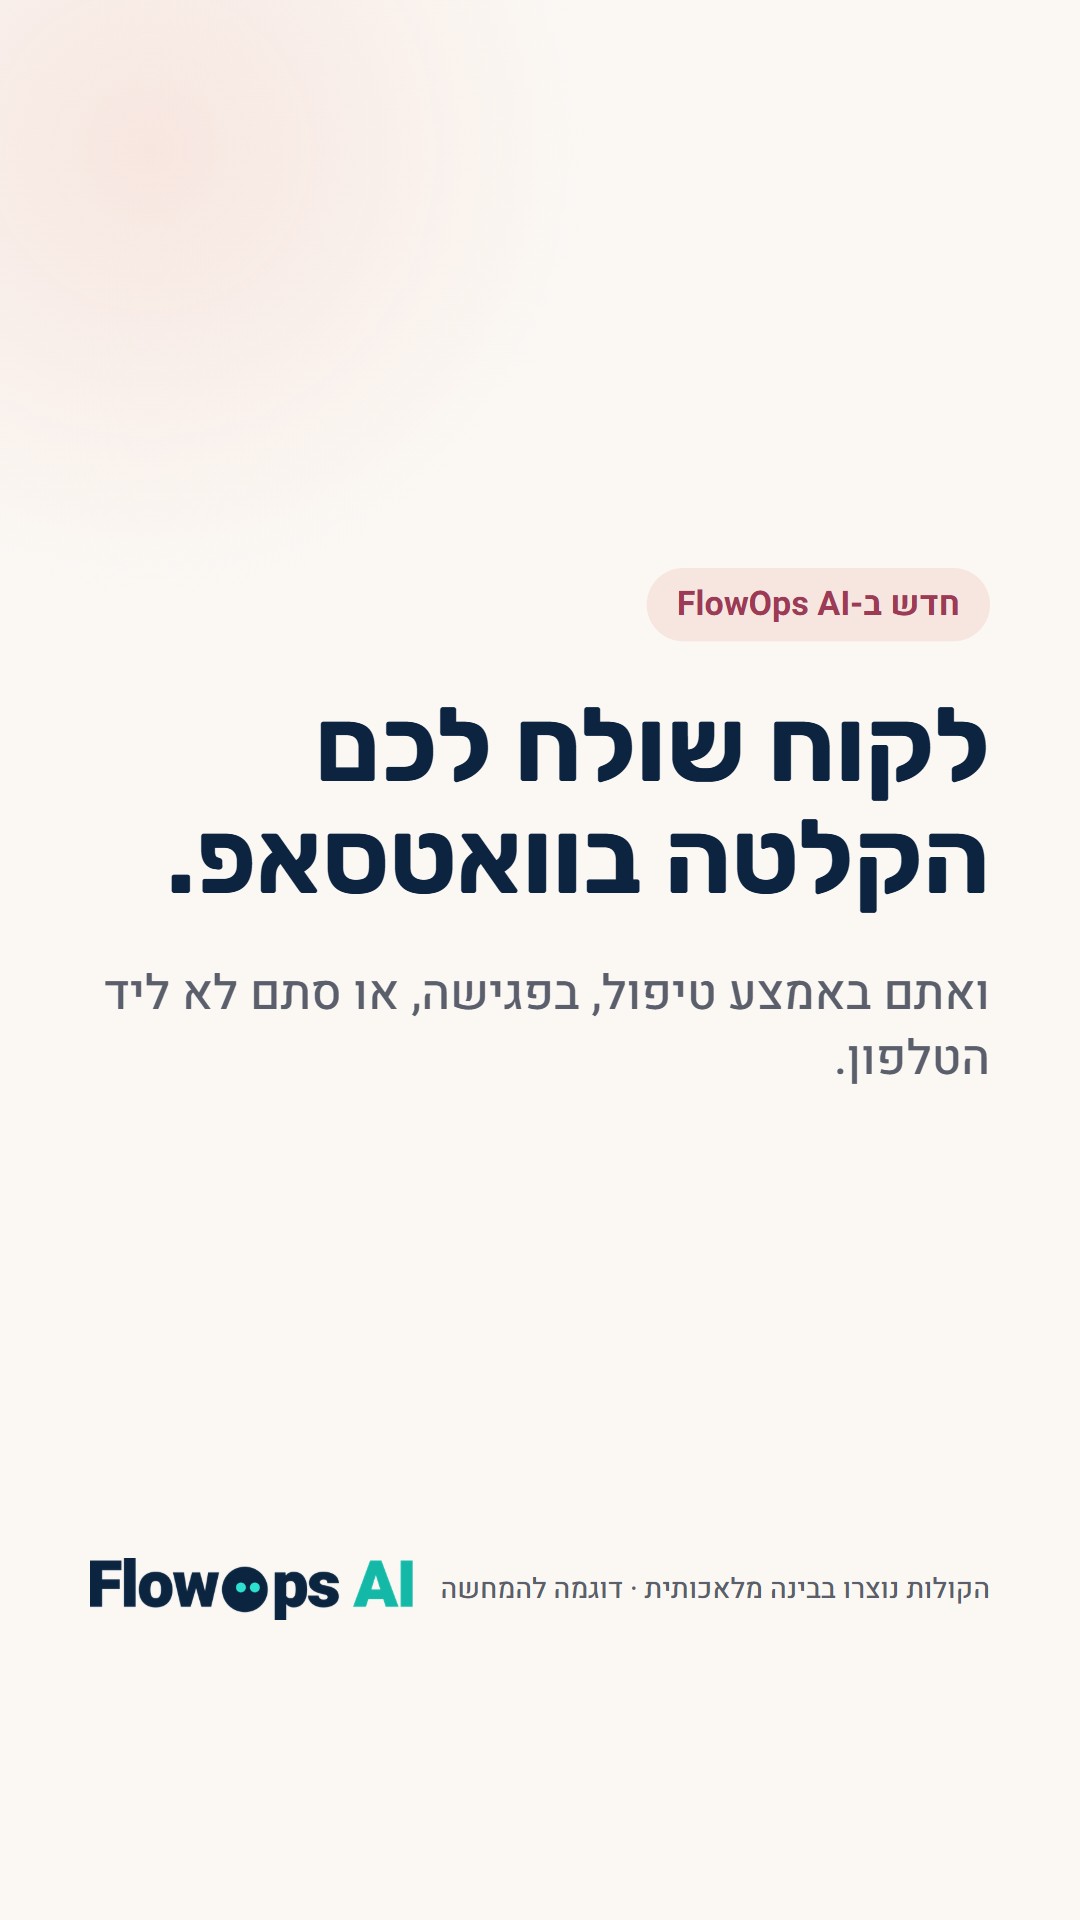 חדש ב-FlowOps AI
לקוח שולח לכם
הקלטה בוואטסאפ.
ואתם באמצע טיפול, בפגישה, או סתם לא ליד
הטלפון.
הקולות נוצרו בבינה מלאכותית · דוגמה להמחשה
FlowOps AI